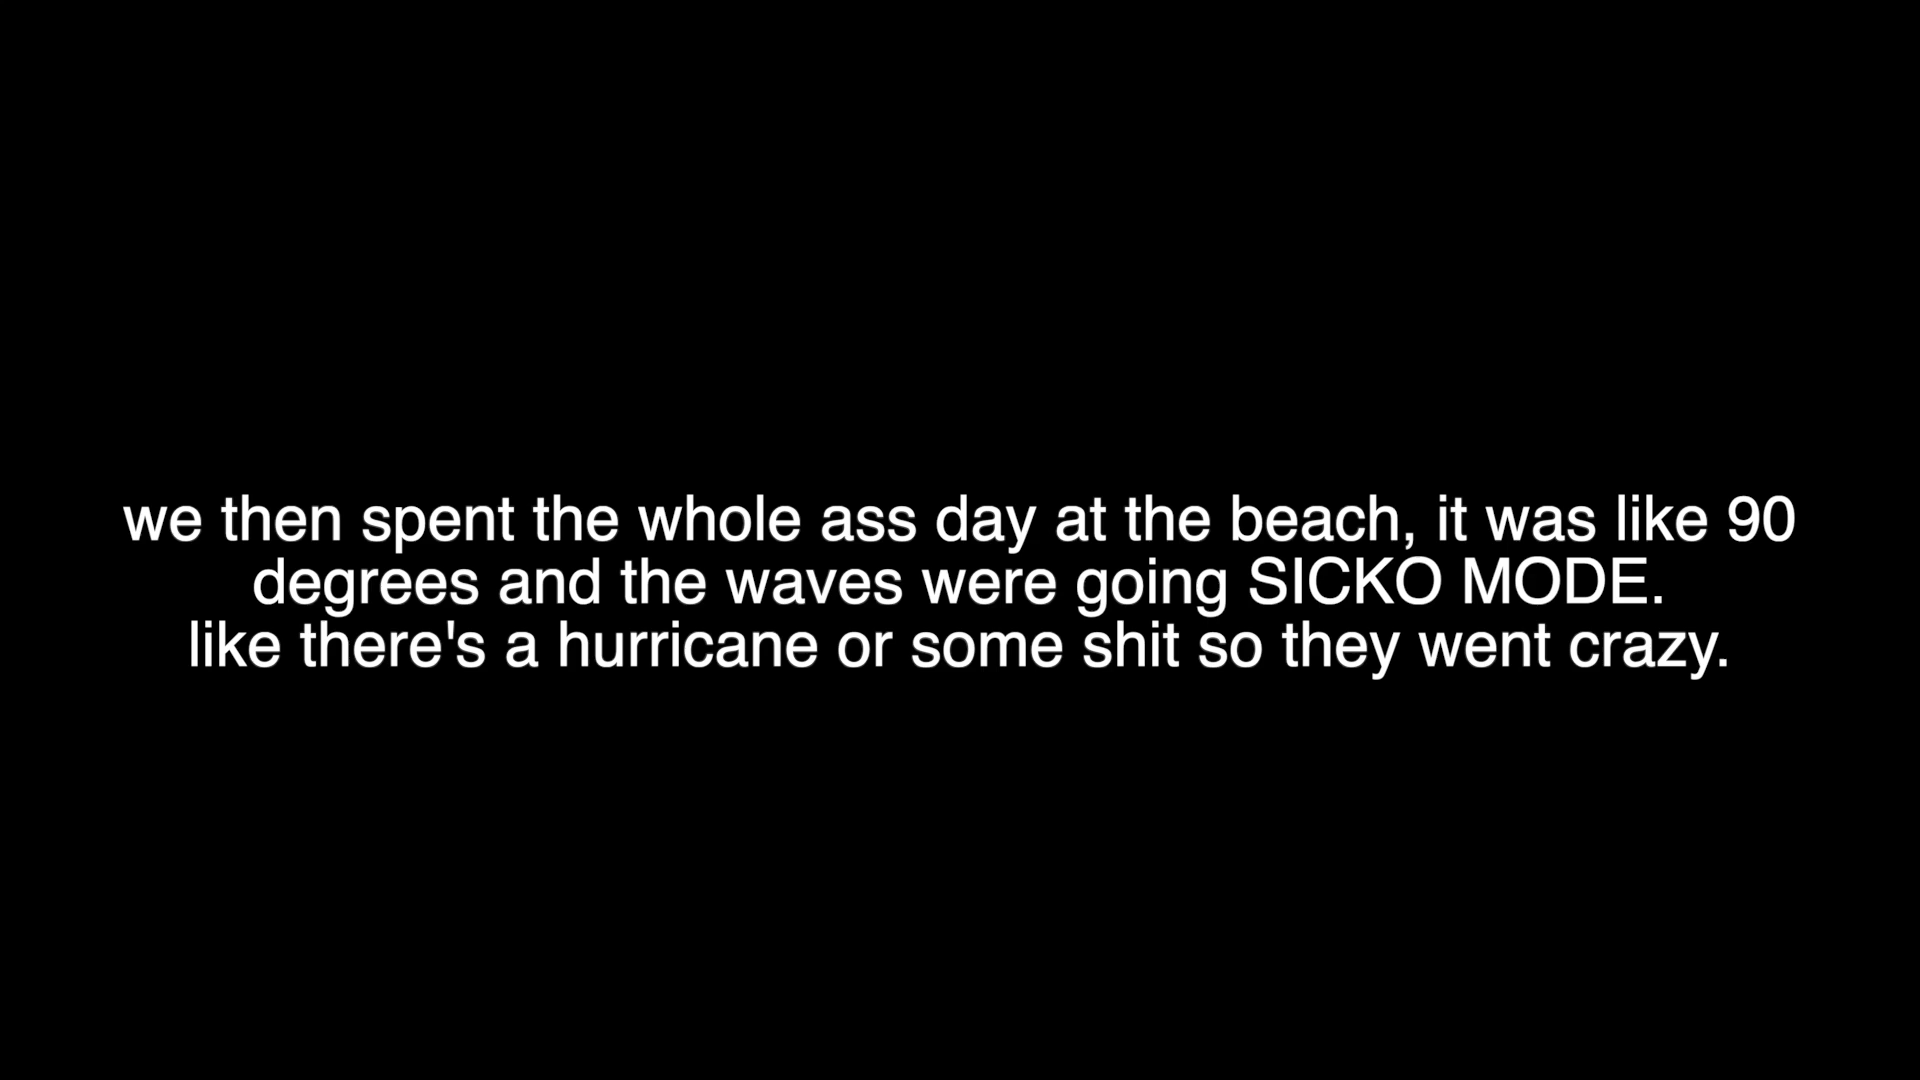 we then spent the whole ass day at the beach, it was like 90
degrees and the waves were going SICKO MODE.
like there's a hurricane or some shit so they went crazy.